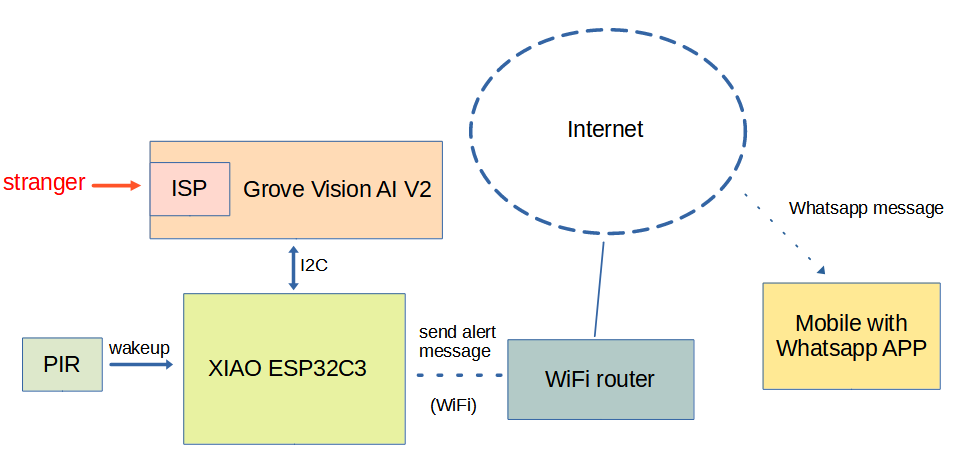 Internet
stranger
ISP
Grove Vision AI V2
Whatsapp message
I2C
PIR
wakeup
XIAO ESP32C3
send alert
message
(WiFi)
WiFi router
Mobile with
Whatsapp APP